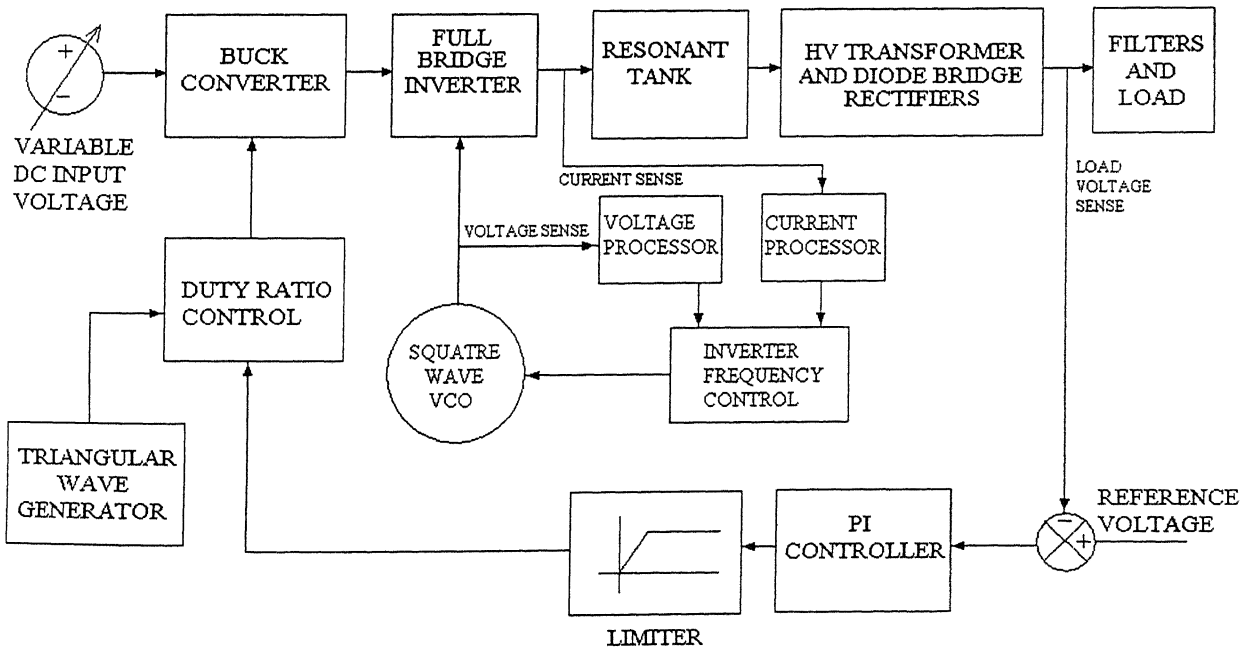 BUCK
CONVERTER
FULL
BRIDGE
INVERTER
RESONANT
TANK
HV TRANSFORMER
AND DIODE BRIDGE
RECTIFIERS
FILTERS
AND
LOAD
+
−
VARIABLE
DC INPUT
VOLTAGE
CURRENT SENSE
LOAD
VOLTAGE
SENSE
VOLTAGE SENSE
VOLTAGE
PROCESSOR
CURRENT
PROCESSOR
DUTY RATIO
CONTROL
SQUATRE
WAVE
VCO
INVERTER
FREQUENCY
CONTROL
TRIANGULAR
WAVE
GENERATOR
PI
CONTROLLER
−
+
REFERENCE
VOLTAGE
LIMITER